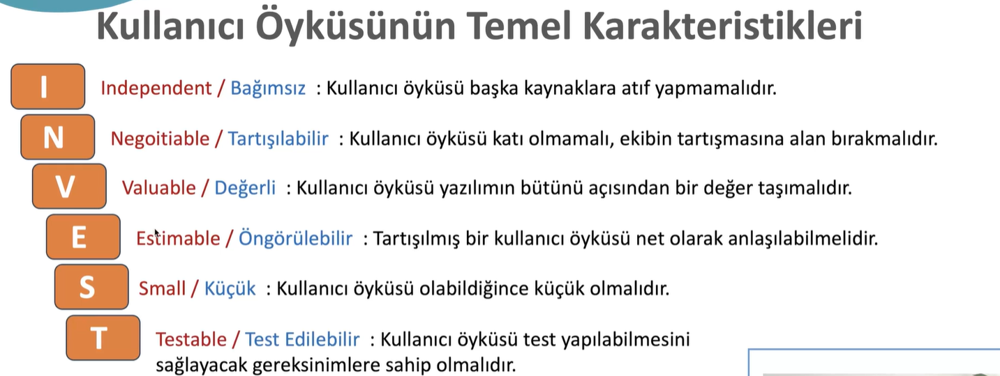 Kullanıcı Öyküsünün Temel Karakteristikleri
I Independent / Bağımsız : Kullanıcı öyküsü başka kaynaklara atıf yapmamalıdır.
N Negoitiable / Tartışılabilir : Kullanıcı öyküsü katı olmamalı, ekibin tartışmasına alan bırakmalıdır.
V Valuable / Değerli : Kullanıcı öyküsü yazılımın bütünü açısından bir değer taşımalıdır.
E Estimable / Öngörülebilir : Tartışılmış bir kullanıcı öyküsü net olarak anlaşılabilmelidir.
S Small / Küçük : Kullanıcı öyküsü olabildiğince küçük olmalıdır.
T Testable / Test Edilebilir : Kullanıcı öyküsü test yapılabilmesini
sağlayacak gereksinimlere sahip olmalıdır.